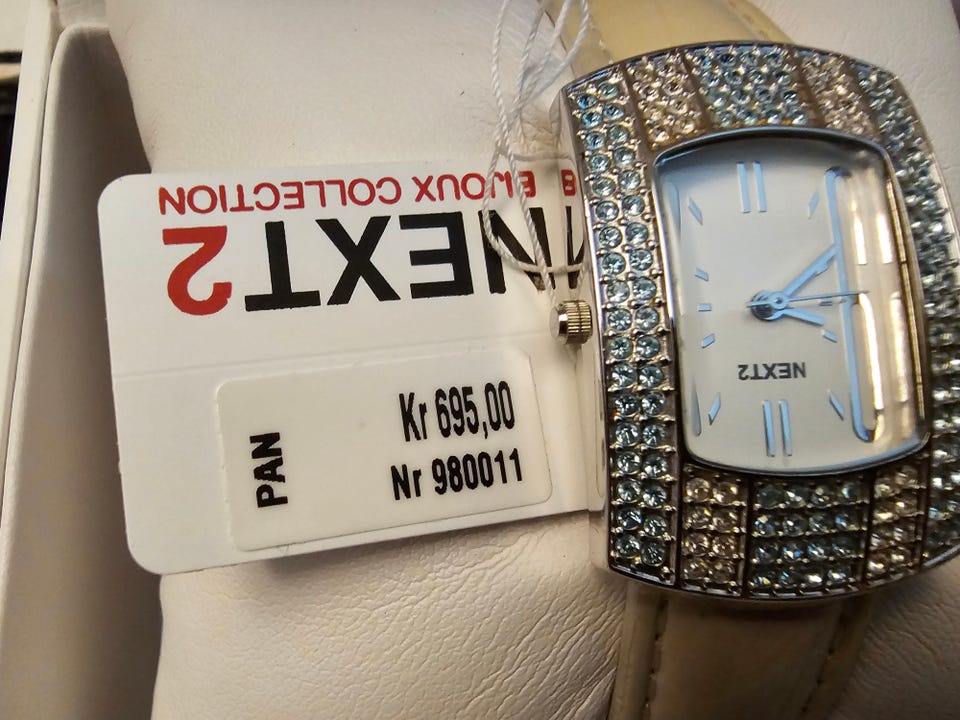 BIJOUX COLLECTION
NEXT2
PAN
Kr 695,00
Nr 980011
NEXT2